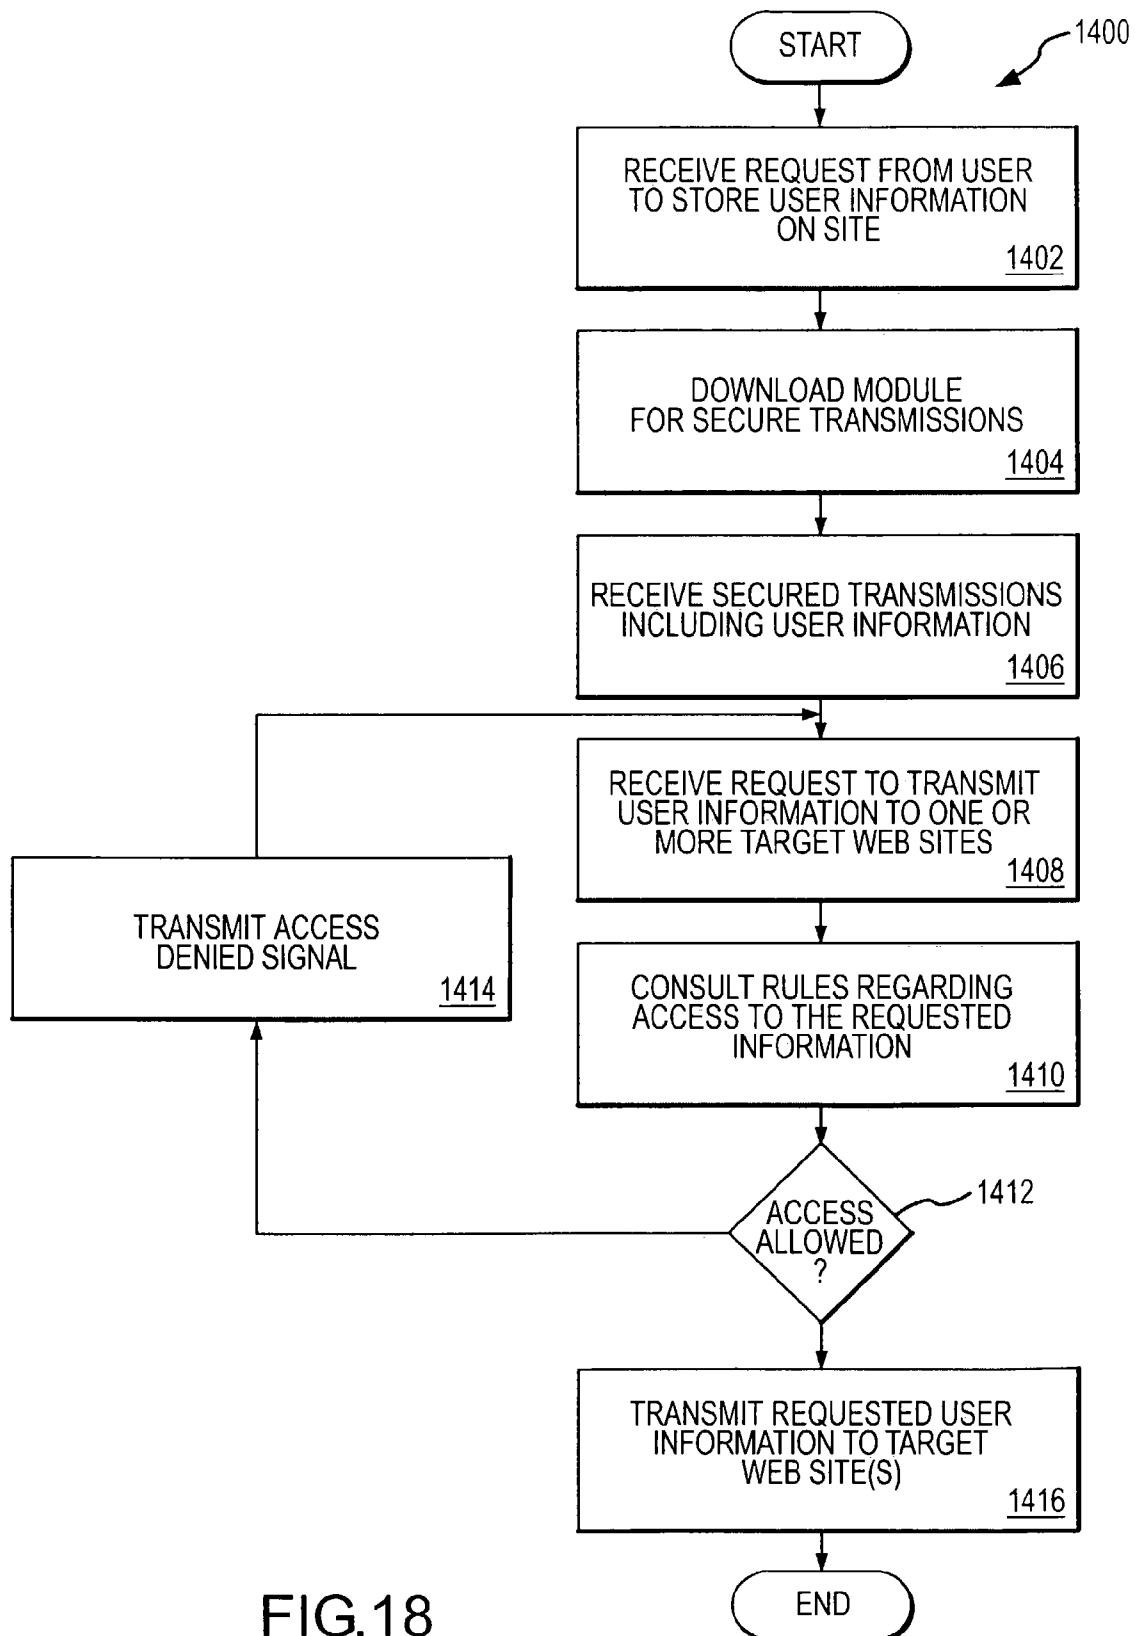 START
1400
RECEIVE REQUEST FROM USER
TO STORE USER INFORMATION
ON SITE
1402
DOWNLOAD MODULE
FOR SECURE TRANSMISSIONS
1404
RECEIVE SECURED TRANSMISSIONS
INCLUDING USER INFORMATION
1406
RECEIVE REQUEST TO TRANSMIT
USER INFORMATION TO ONE OR
MORE TARGET WEB SITES
1408
TRANSMIT ACCESS
DENIED SIGNAL
1414
CONSULT RULES REGARDING
ACCESS TO THE REQUESTED
INFORMATION
1410
ACCESS
ALLOWED
?
1412
TRANSMIT REQUESTED USER
INFORMATION TO TARGET
WEB SITE(S)
1416
END
FIG.18